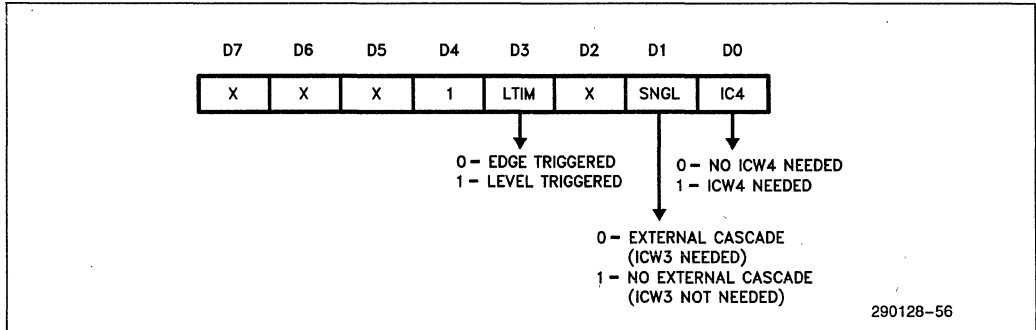 D7 D6 D5 D4 D3 D2 D1 D0
X X X 1 LTIM X SNGL IC4
0 – EDGE TRIGGERED
1 – LEVEL TRIGGERED
0 – NO ICW4 NEEDED
1 – ICW4 NEEDED
0 – EXTERNAL CASCADE
(ICW3 NEEDED)
1 – NO EXTERNAL CASCADE
(ICW3 NOT NEEDED)
290128–56